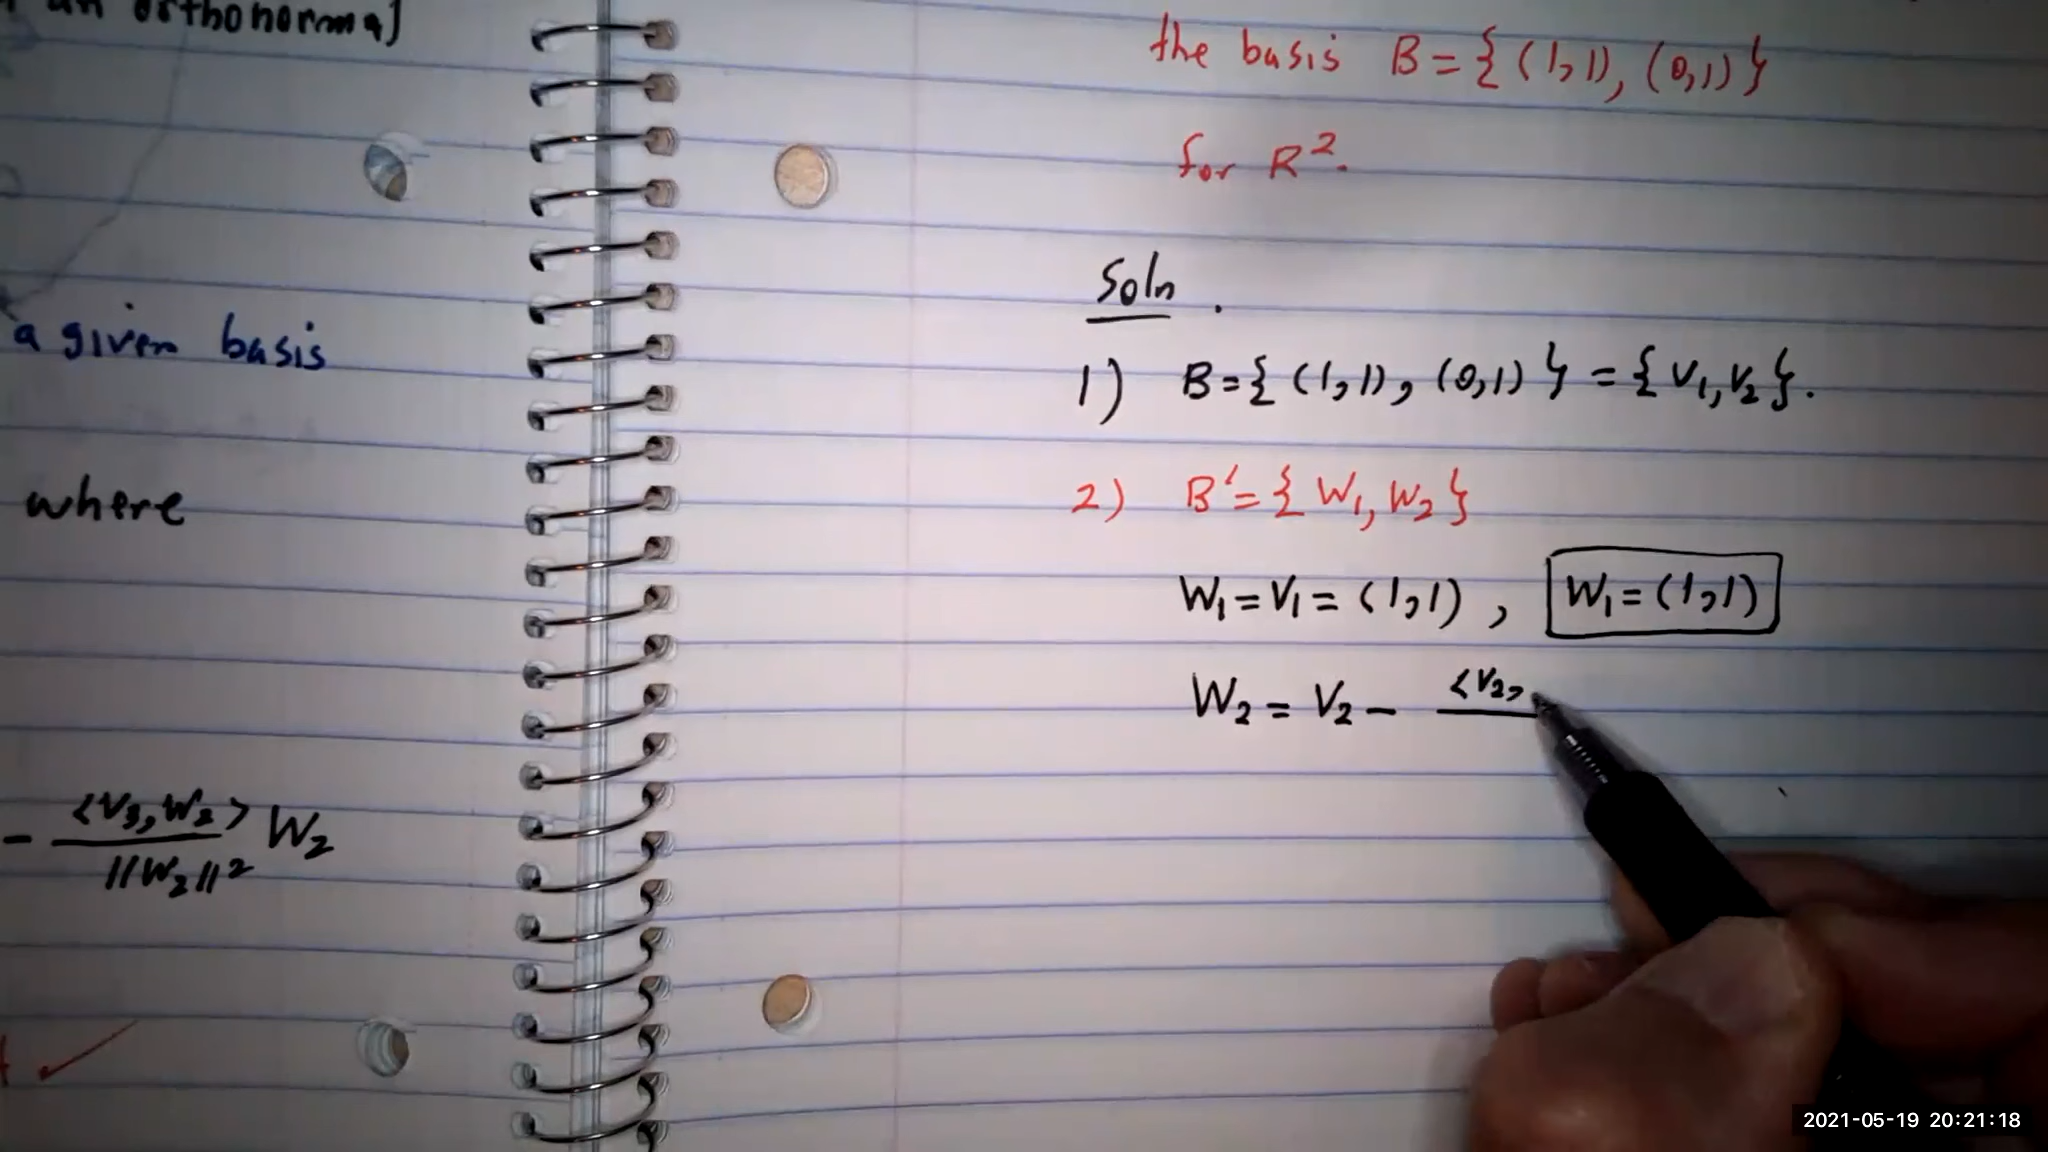 an orthonormal
a given basis
where
- <V3, W2> W2
||W2||²
the basis B = { (1,1), (0,1) }
for R².
Soln.
1) B = { (1,1), (0,1) } = { V1, V2 }.
2) B' = { W1, W2 }
W1 = V1 = (1,1) , W1 = (1,1)
W2 = V2 - <V2,
2021-05-19 20:21:18